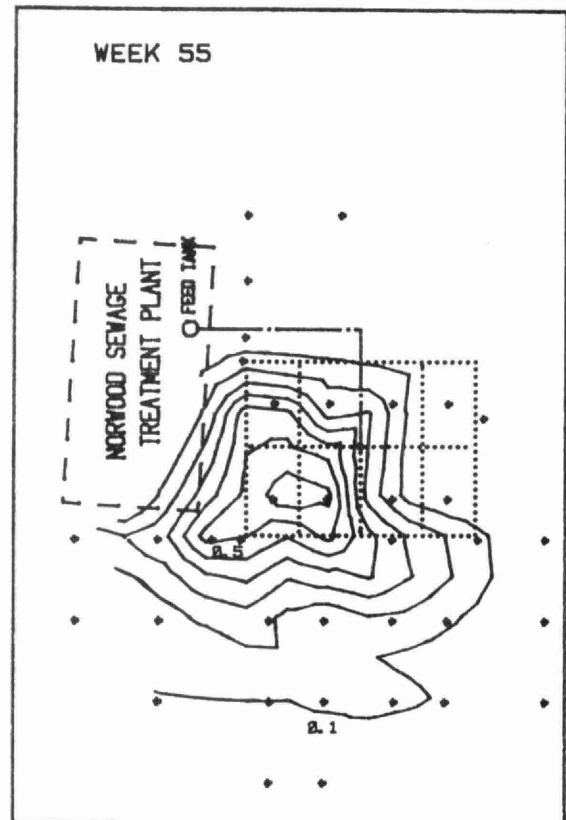 WEEK 55
NORWOOD SEWAGE
TREATMENT PLANT
FEED TANK
0.5
0.1